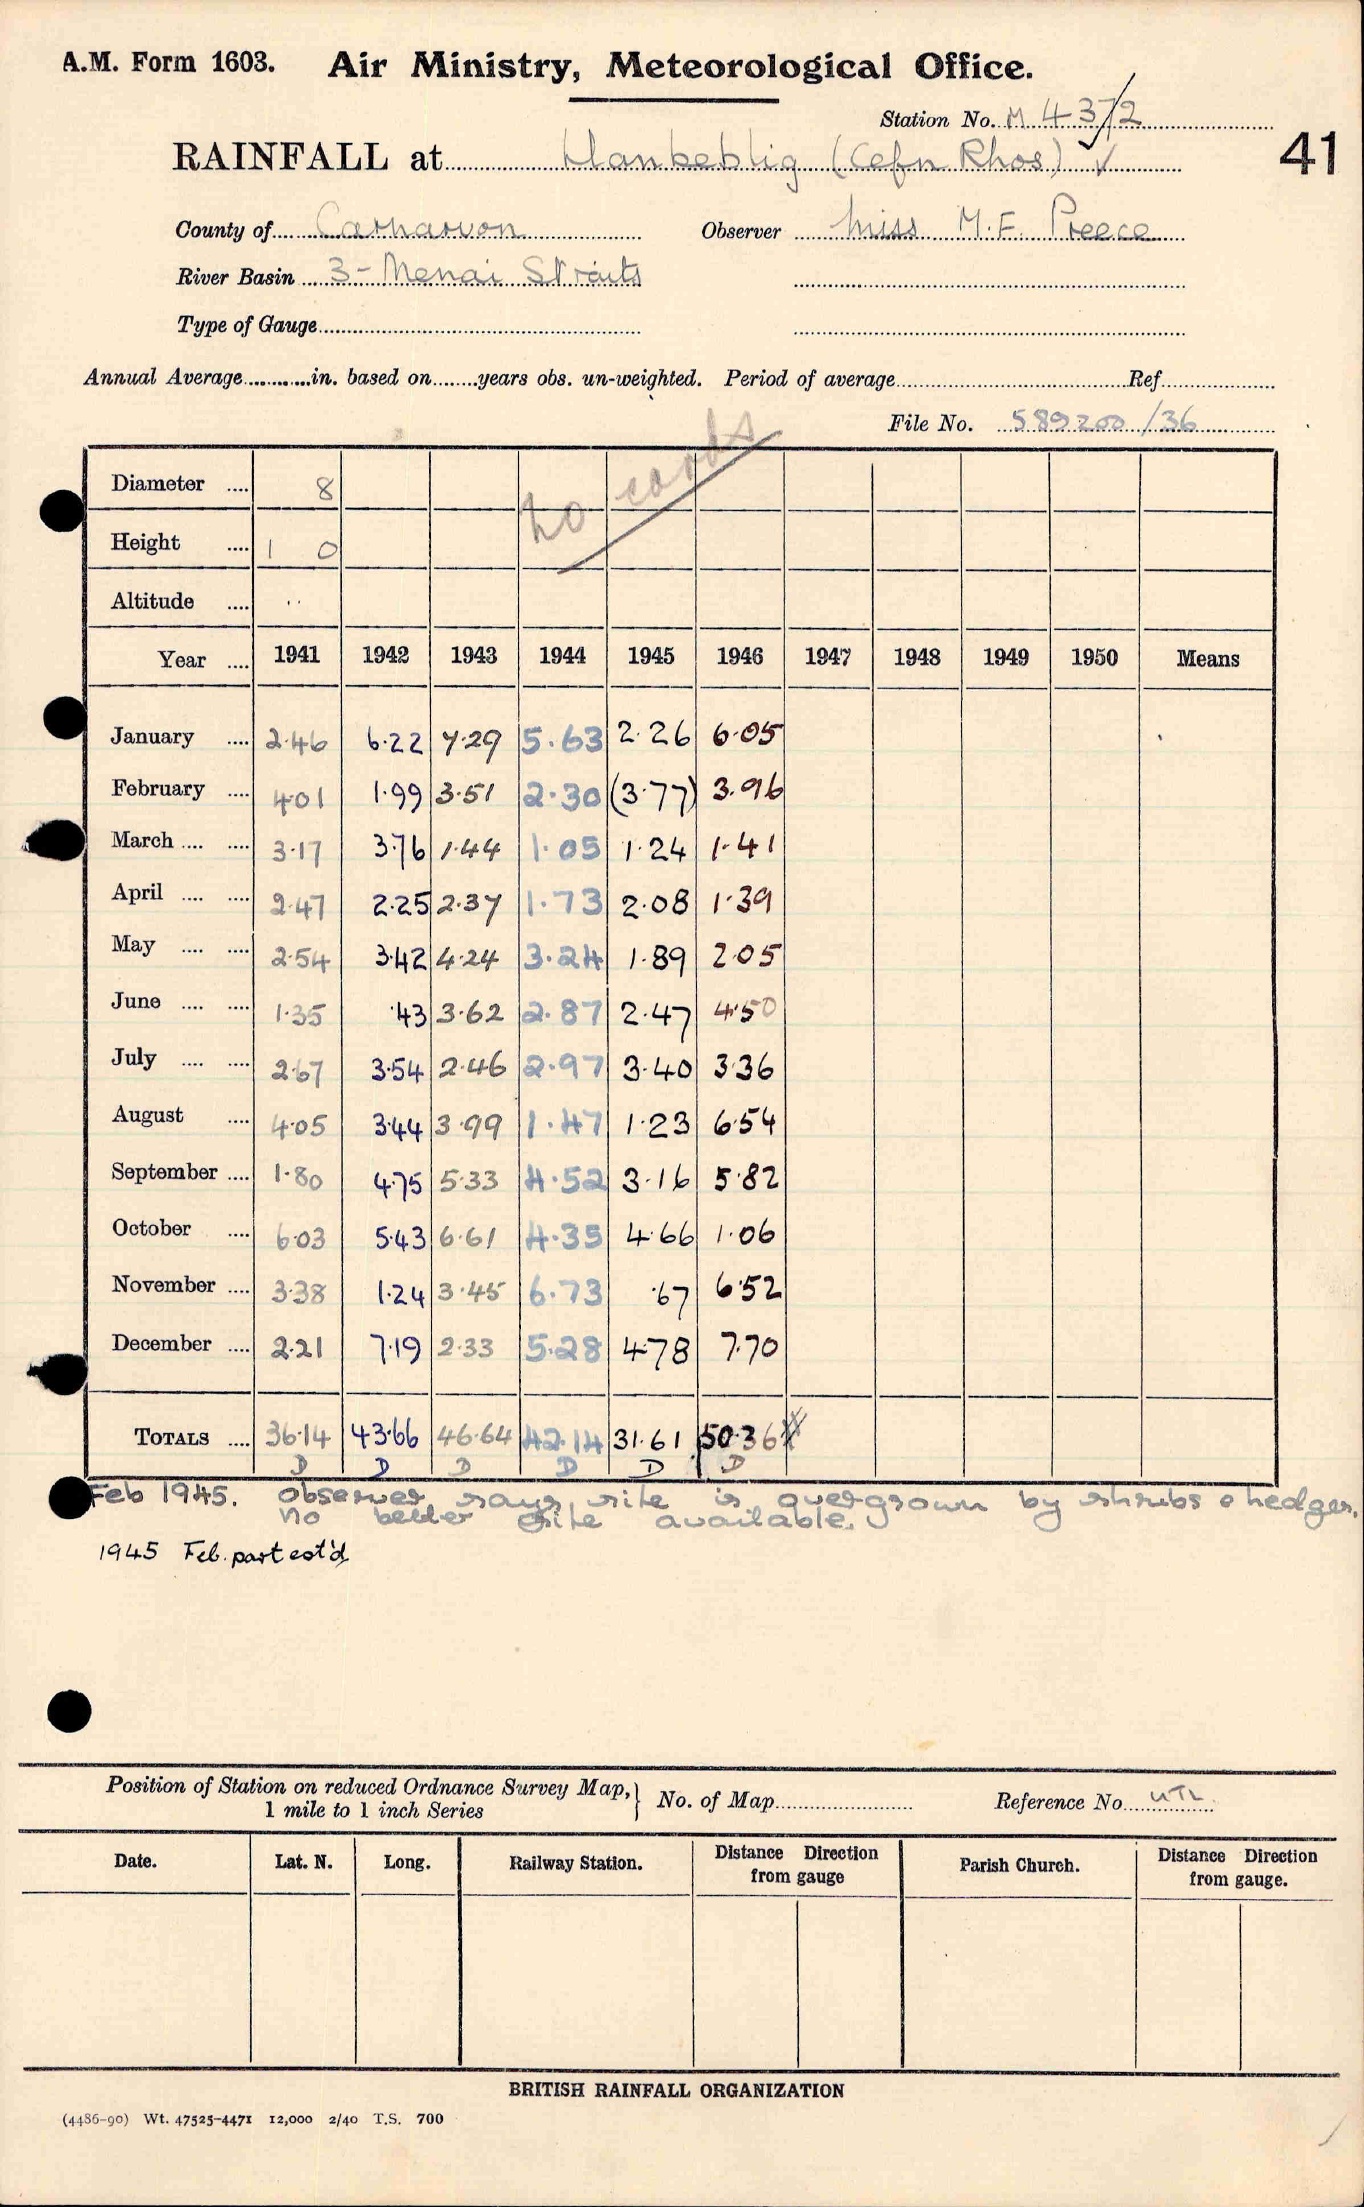 A.M. Form 1603. Air Ministry, Meteorological Office.
Station No. M 4372
RAINFALL at Llanbeblig (Cefn Rhos) ✓ 41
County of Carnarvon Observer Miss M.F. Preece
River Basin 3 - Menai Straits
Type of Gauge
Annual Average in. based on years obs. un-weighted. Period of average Ref
File No. 589200/36
no cards
Diameter 8
Height 1 0
Altitude ..
Year 1941 1942 1943 1944 1945 1946 1947 1948 1949 1950 Means
January 2.46 6.22 7.29 5.63 2.26 6.05
February 4.01 1.99 3.51 2.30 (3.77) 3.96
March 3.17 3.76 1.44 1.05 1.24 1.41
April 2.47 2.25 2.37 1.73 2.08 1.39
May 2.54 3.42 4.24 3.24 1.89 2.05
June 1.35 .43 3.62 2.87 2.47 4.50
July 2.67 3.54 2.46 2.97 3.40 3.36
August 4.05 3.44 3.99 1.47 1.23 6.54
September 1.80 4.75 5.33 4.52 3.16 5.82
October 6.03 5.43 6.61 4.35 4.66 1.06
November 3.38 1.24 3.45 6.73 .67 6.52
December 2.21 7.19 2.33 5.28 4.78 7.70
TOTALS 36.14 43.66 46.64 42.14 31.61 50.36
D D D D D D
Feb 1945. Observer says site is overgrown by shrubs & hedges.
No better site available.
1945 Feb. part est'd
Position of Station on reduced Ordnance Survey Map, } No. of Map Reference No.
1 mile to 1 inch Series
Date. Lat. N. Long. Railway Station. Distance Direction from gauge Parish Church. Distance Direction from gauge.
BRITISH RAINFALL ORGANIZATION
(4486-90) Wt. 47525-4471 12,000 2/40 T.S. 700